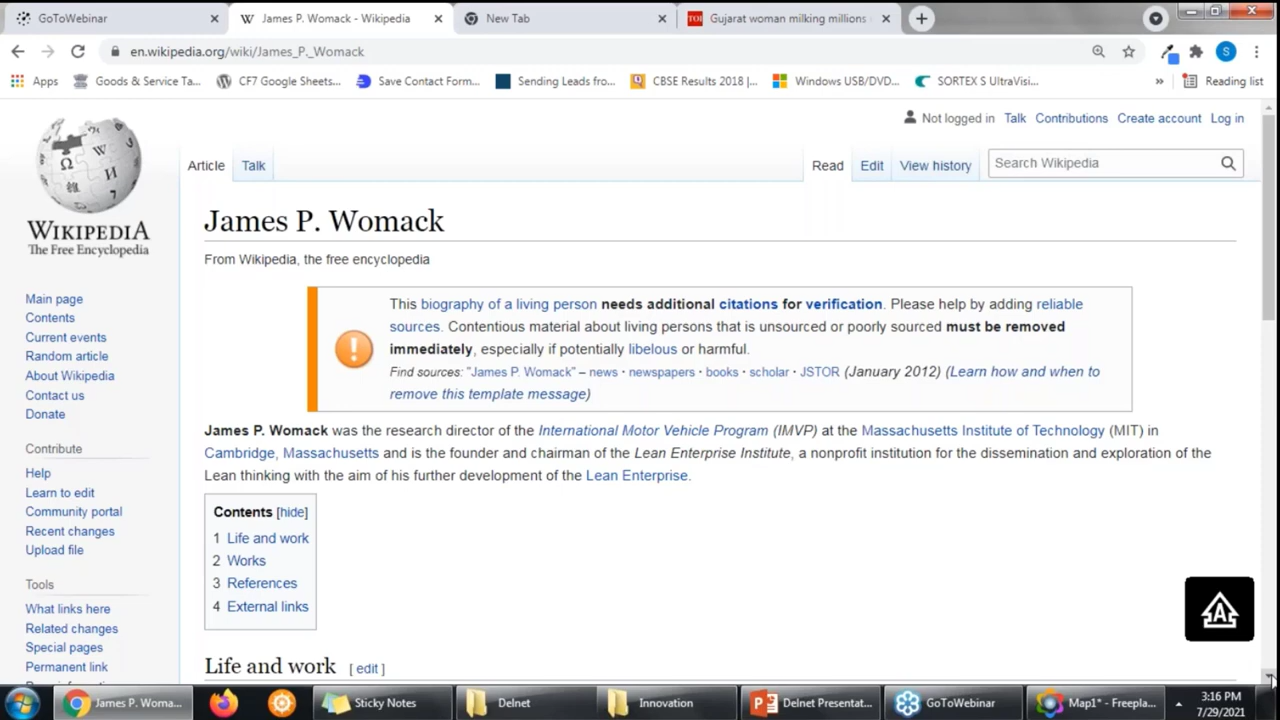 GoToWebinar
James P. Womack - Wikipedia
New Tab
TOI Gujarat woman milking millions
en.wikipedia.org/wiki/James_P._Womack
S
Apps
Goods & Service Ta...
CF7 Google Sheets...
Save Contact Form...
Sending Leads fro...
CBSE Results 2018 |...
Windows USB/DVD...
SORTEX S UltraVisi...
»
Reading list
Not logged in Talk Contributions Create account Log in
Article Talk
Read Edit View history
Search Wikipedia
WIKIPEDIA
The Free Encyclopedia
Main page
Contents
Current events
Random article
About Wikipedia
Contact us
Donate
Contribute
Help
Learn to edit
Community portal
Recent changes
Upload file
Tools
What links here
Related changes
Special pages
Permanent link
James P. Womack
From Wikipedia, the free encyclopedia
This biography of a living person needs additional citations for verification. Please help by adding reliable
sources. Contentious material about living persons that is unsourced or poorly sourced must be removed
immediately, especially if potentially libelous or harmful.
Find sources: "James P. Womack" – news · newspapers · books · scholar · JSTOR (January 2012) (Learn how and when to
remove this template message)
James P. Womack was the research director of the International Motor Vehicle Program (IMVP) at the Massachusetts Institute of Technology (MIT) in
Cambridge, Massachusetts and is the founder and chairman of the Lean Enterprise Institute, a nonprofit institution for the dissemination and exploration of the
Lean thinking with the aim of his further development of the Lean Enterprise.
Contents [hide]
1 Life and work
2 Works
3 References
4 External links
Life and work [ edit ]
A
James P. Woma...
Sticky Notes
Delnet
Innovation
Delnet Presentat...
GoToWebinar
Map1* - Freepla...
3:16 PM
7/29/2021